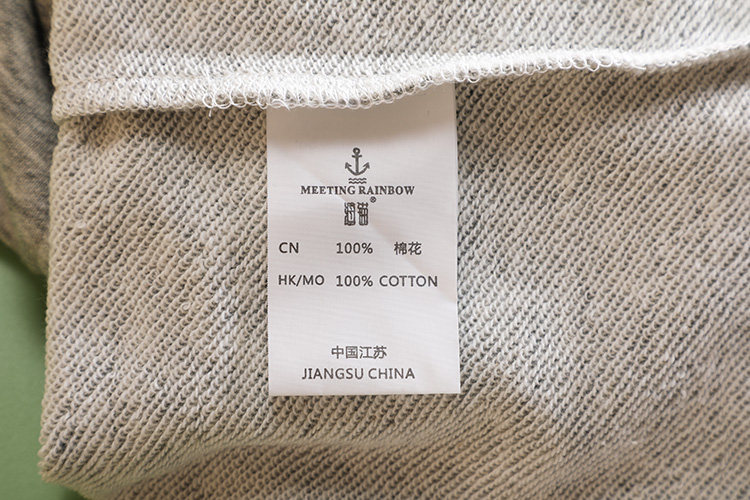 MEETING RAINBOW
®
CN 100% 棉花
HK/MO 100% COTTON
中国江苏
JIANGSU CHINA